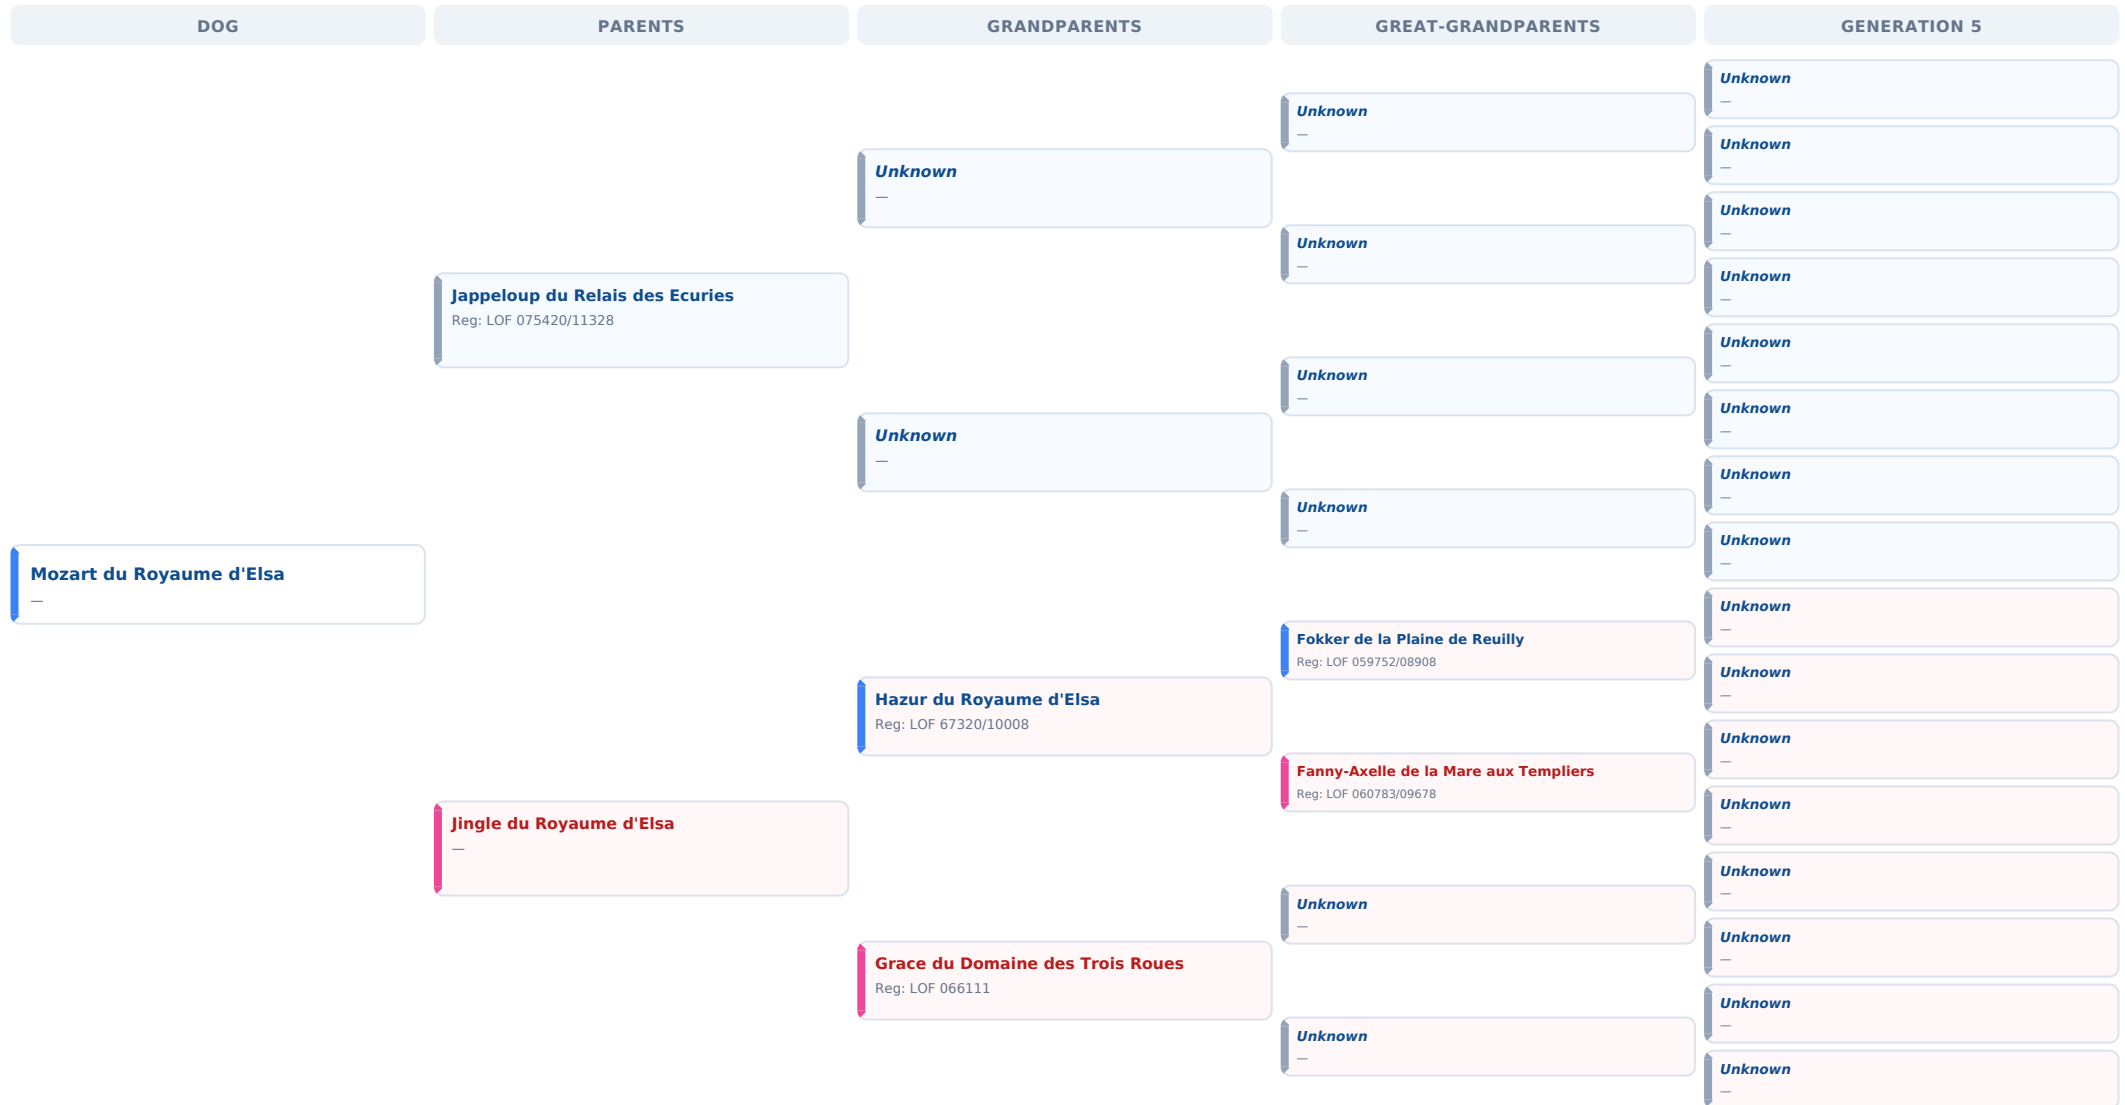 DOG
PARENTS
GRANDPARENTS
GREAT-GRANDPARENTS
GENERATION 5
Mozart du Royaume d'Elsa
—
Jappeloup du Relais des Ecuries
Reg: LOF 075420/11328
Jingle du Royaume d'Elsa
—
Unknown
—
Unknown
—
Hazur du Royaume d'Elsa
Reg: LOF 67320/10008
Grace du Domaine des Trois Roues
Reg: LOF 066111
Unknown
—
Unknown
—
Unknown
—
Unknown
—
Fokker de la Plaine de Reuilly
Reg: LOF 059752/08908
Fanny-Axelle de la Mare aux Templiers
Reg: LOF 060783/09678
Unknown
—
Unknown
—
Unknown
—
Unknown
—
Unknown
—
Unknown
—
Unknown
—
Unknown
—
Unknown
—
Unknown
—
Unknown
—
Unknown
—
Unknown
—
Unknown
—
Unknown
—
Unknown
—
Unknown
—
Unknown
—